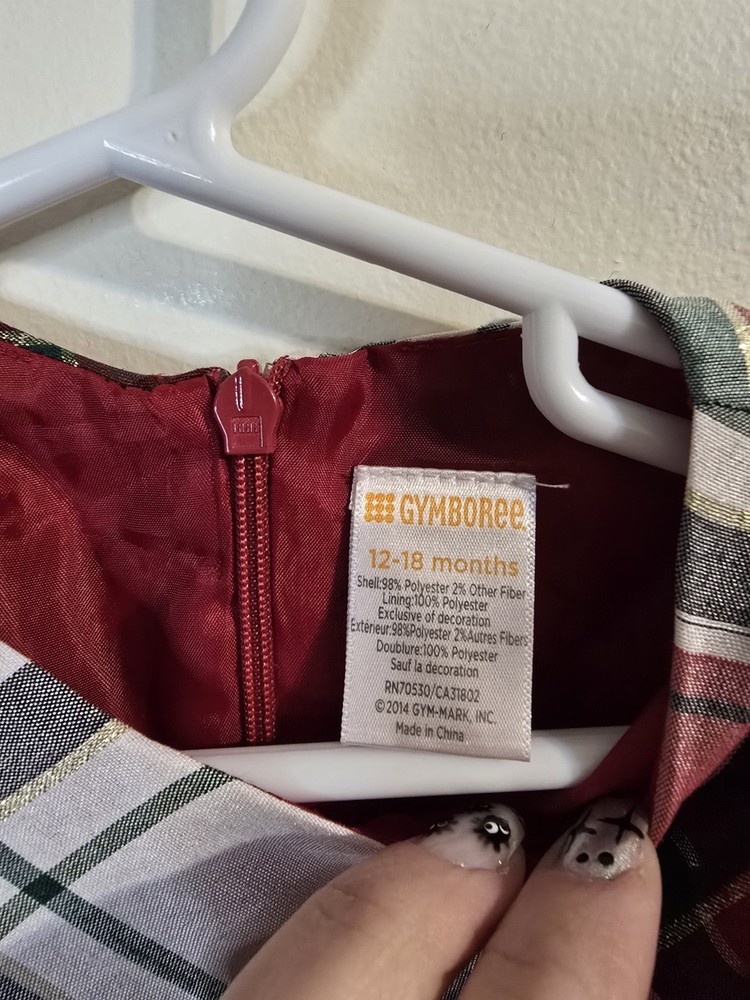 GYMBOREE
12-18 months
Shell:98% Polyester 2% Other Fiber
Lining:100% Polyester
Exclusive of decoration
Extérieur:98%Polyester 2%Autres Fibers
Doublure:100% Polyester
Sauf la decoration
RN70530/CA31802
©2014 GYM-MARK, INC.
Made in China